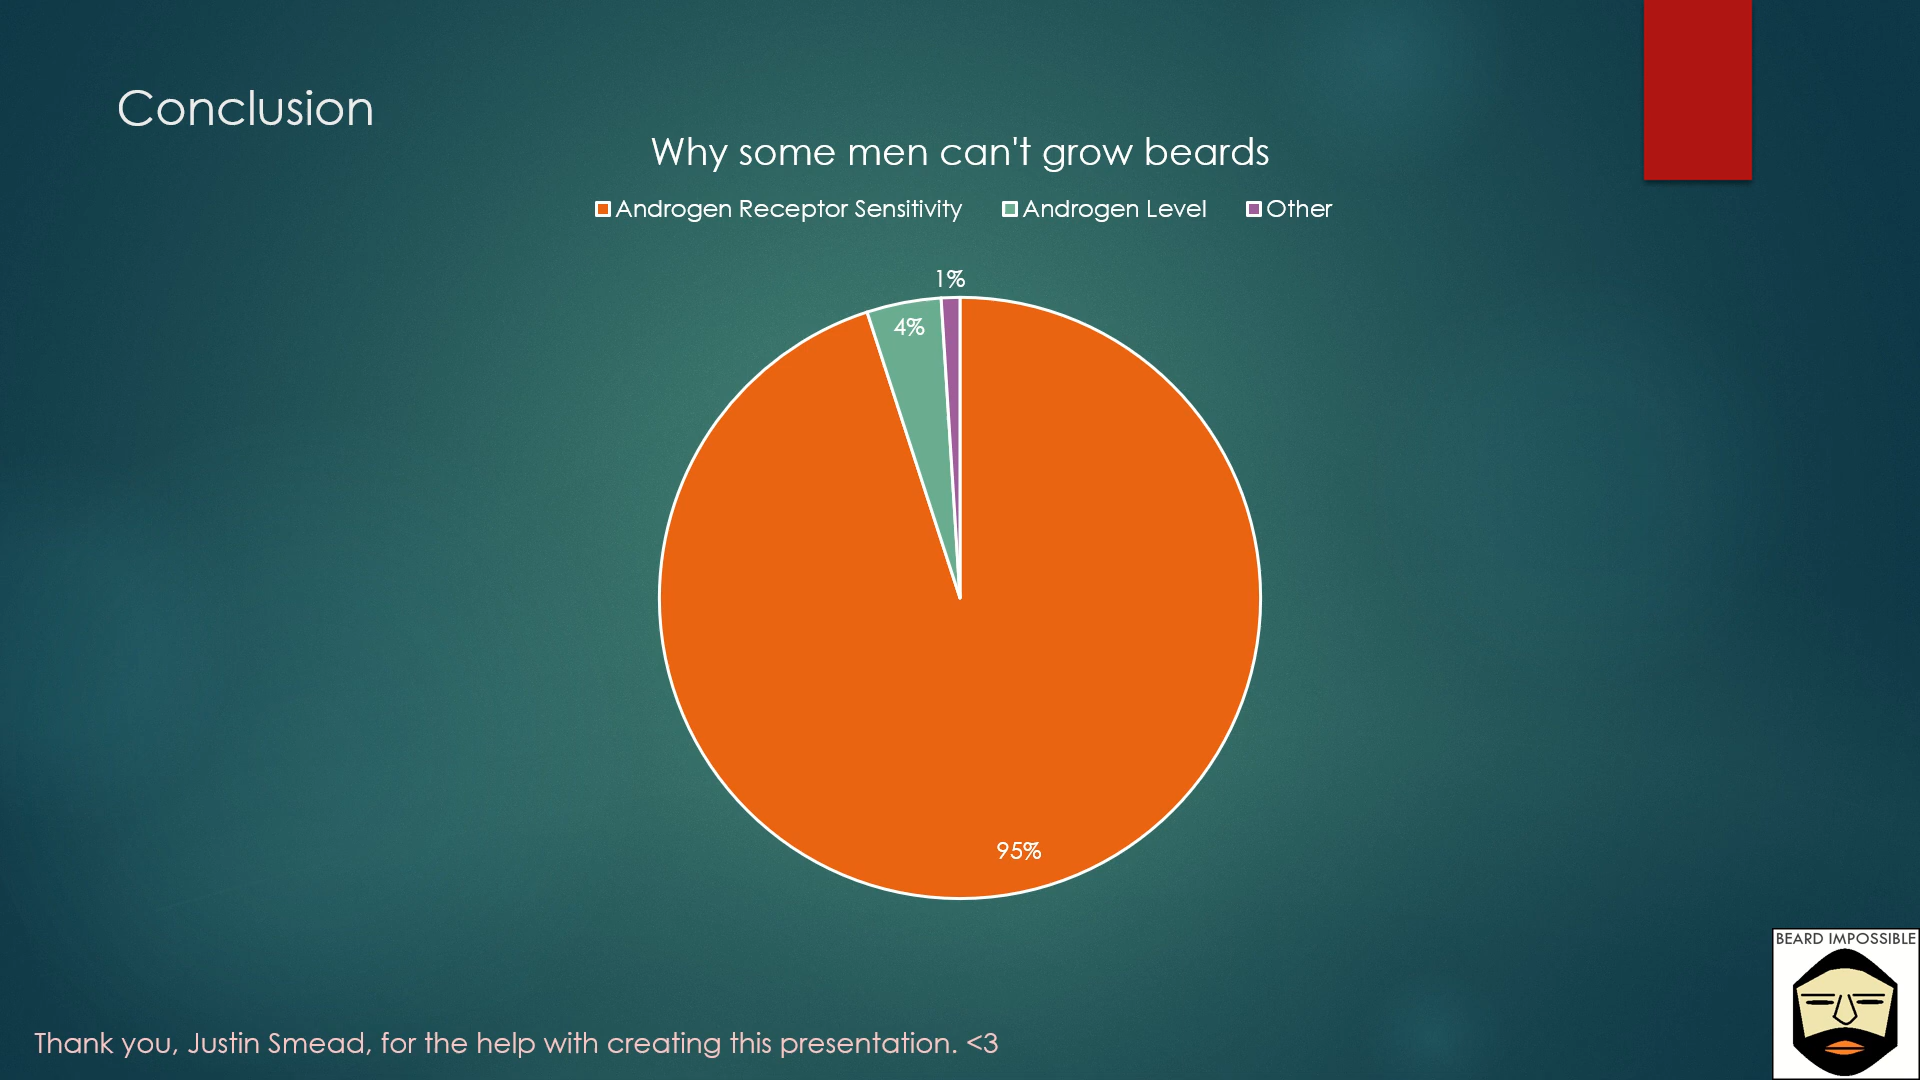 Conclusion
Why some men can't grow beards
Androgen Receptor Sensitivity Androgen Level Other
1%
4%
95%
BEARD IMPOSSIBLE
Thank you, Justin Smead, for the help with creating this presentation. <3